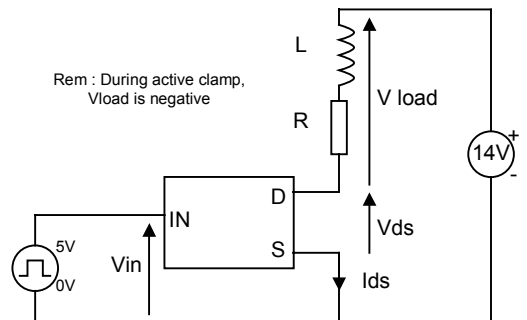 L
Rem : During active clamp,
Vload is negative
V load
R
14V
+
-
D
IN
Vds
5V
S
Vin
Ids
0V